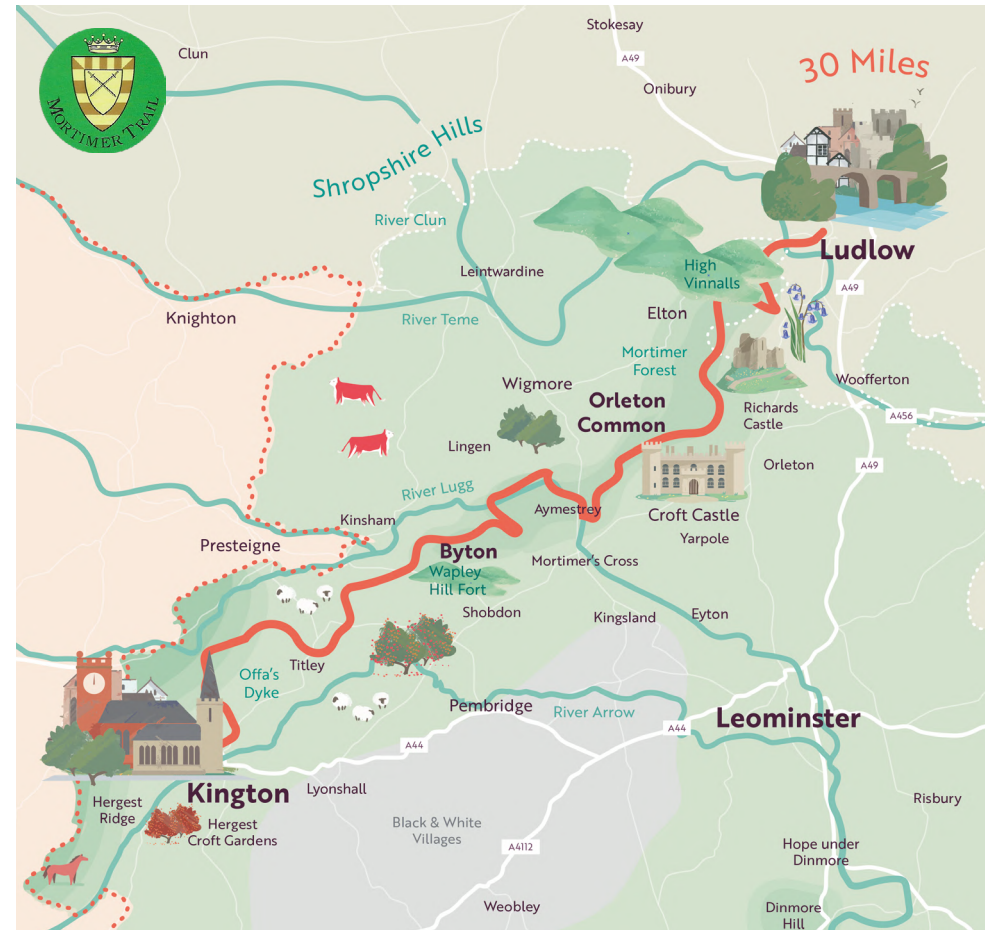 Stokesay
Clun
A49
30 Miles
Onibury
MORTIMER TRAIL
Shropshire Hills
River Clun
Ludlow
Leintwardine
High
Vinnalls
A49
Knighton
River Teme
Elton
Mortimer
Forest
Woofferton
Wigmore
Orleton
Common
Richards
Castle
A456
Lingen
Orleton
A49
River Lugg
Kinsham
Aymestrey
Croft Castle
Yarpole
Presteigne
Byton
Mortimer's Cross
Wapley
Hill Fort
Shobdon
Kingsland
Eyton
Titley
Offa's
Dyke
Pembridge
River Arrow
Leominster
A44
A44
Kington
Lyonshall
Risbury
Hergest
Ridge
Hergest
Croft Gardens
Black & White
Villages
A4112
Hope under
Dinmore
Weobley
Dinmore
Hill